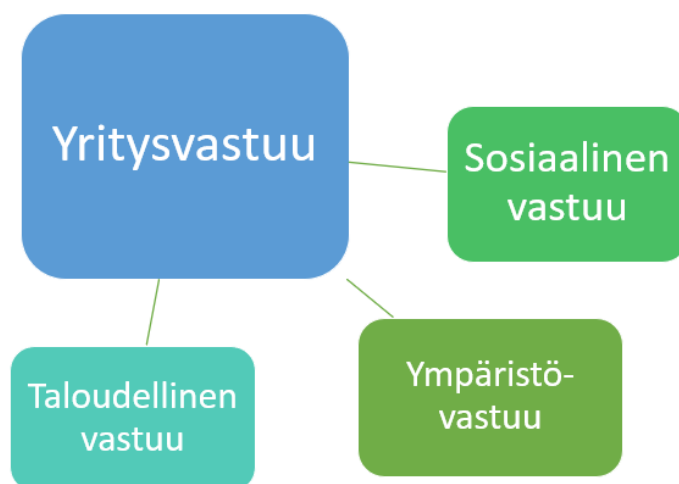 Yritysvastuu
Sosiaalinen
vastuu
Ympäristö-
vastuu
Taloudellinen
vastuu